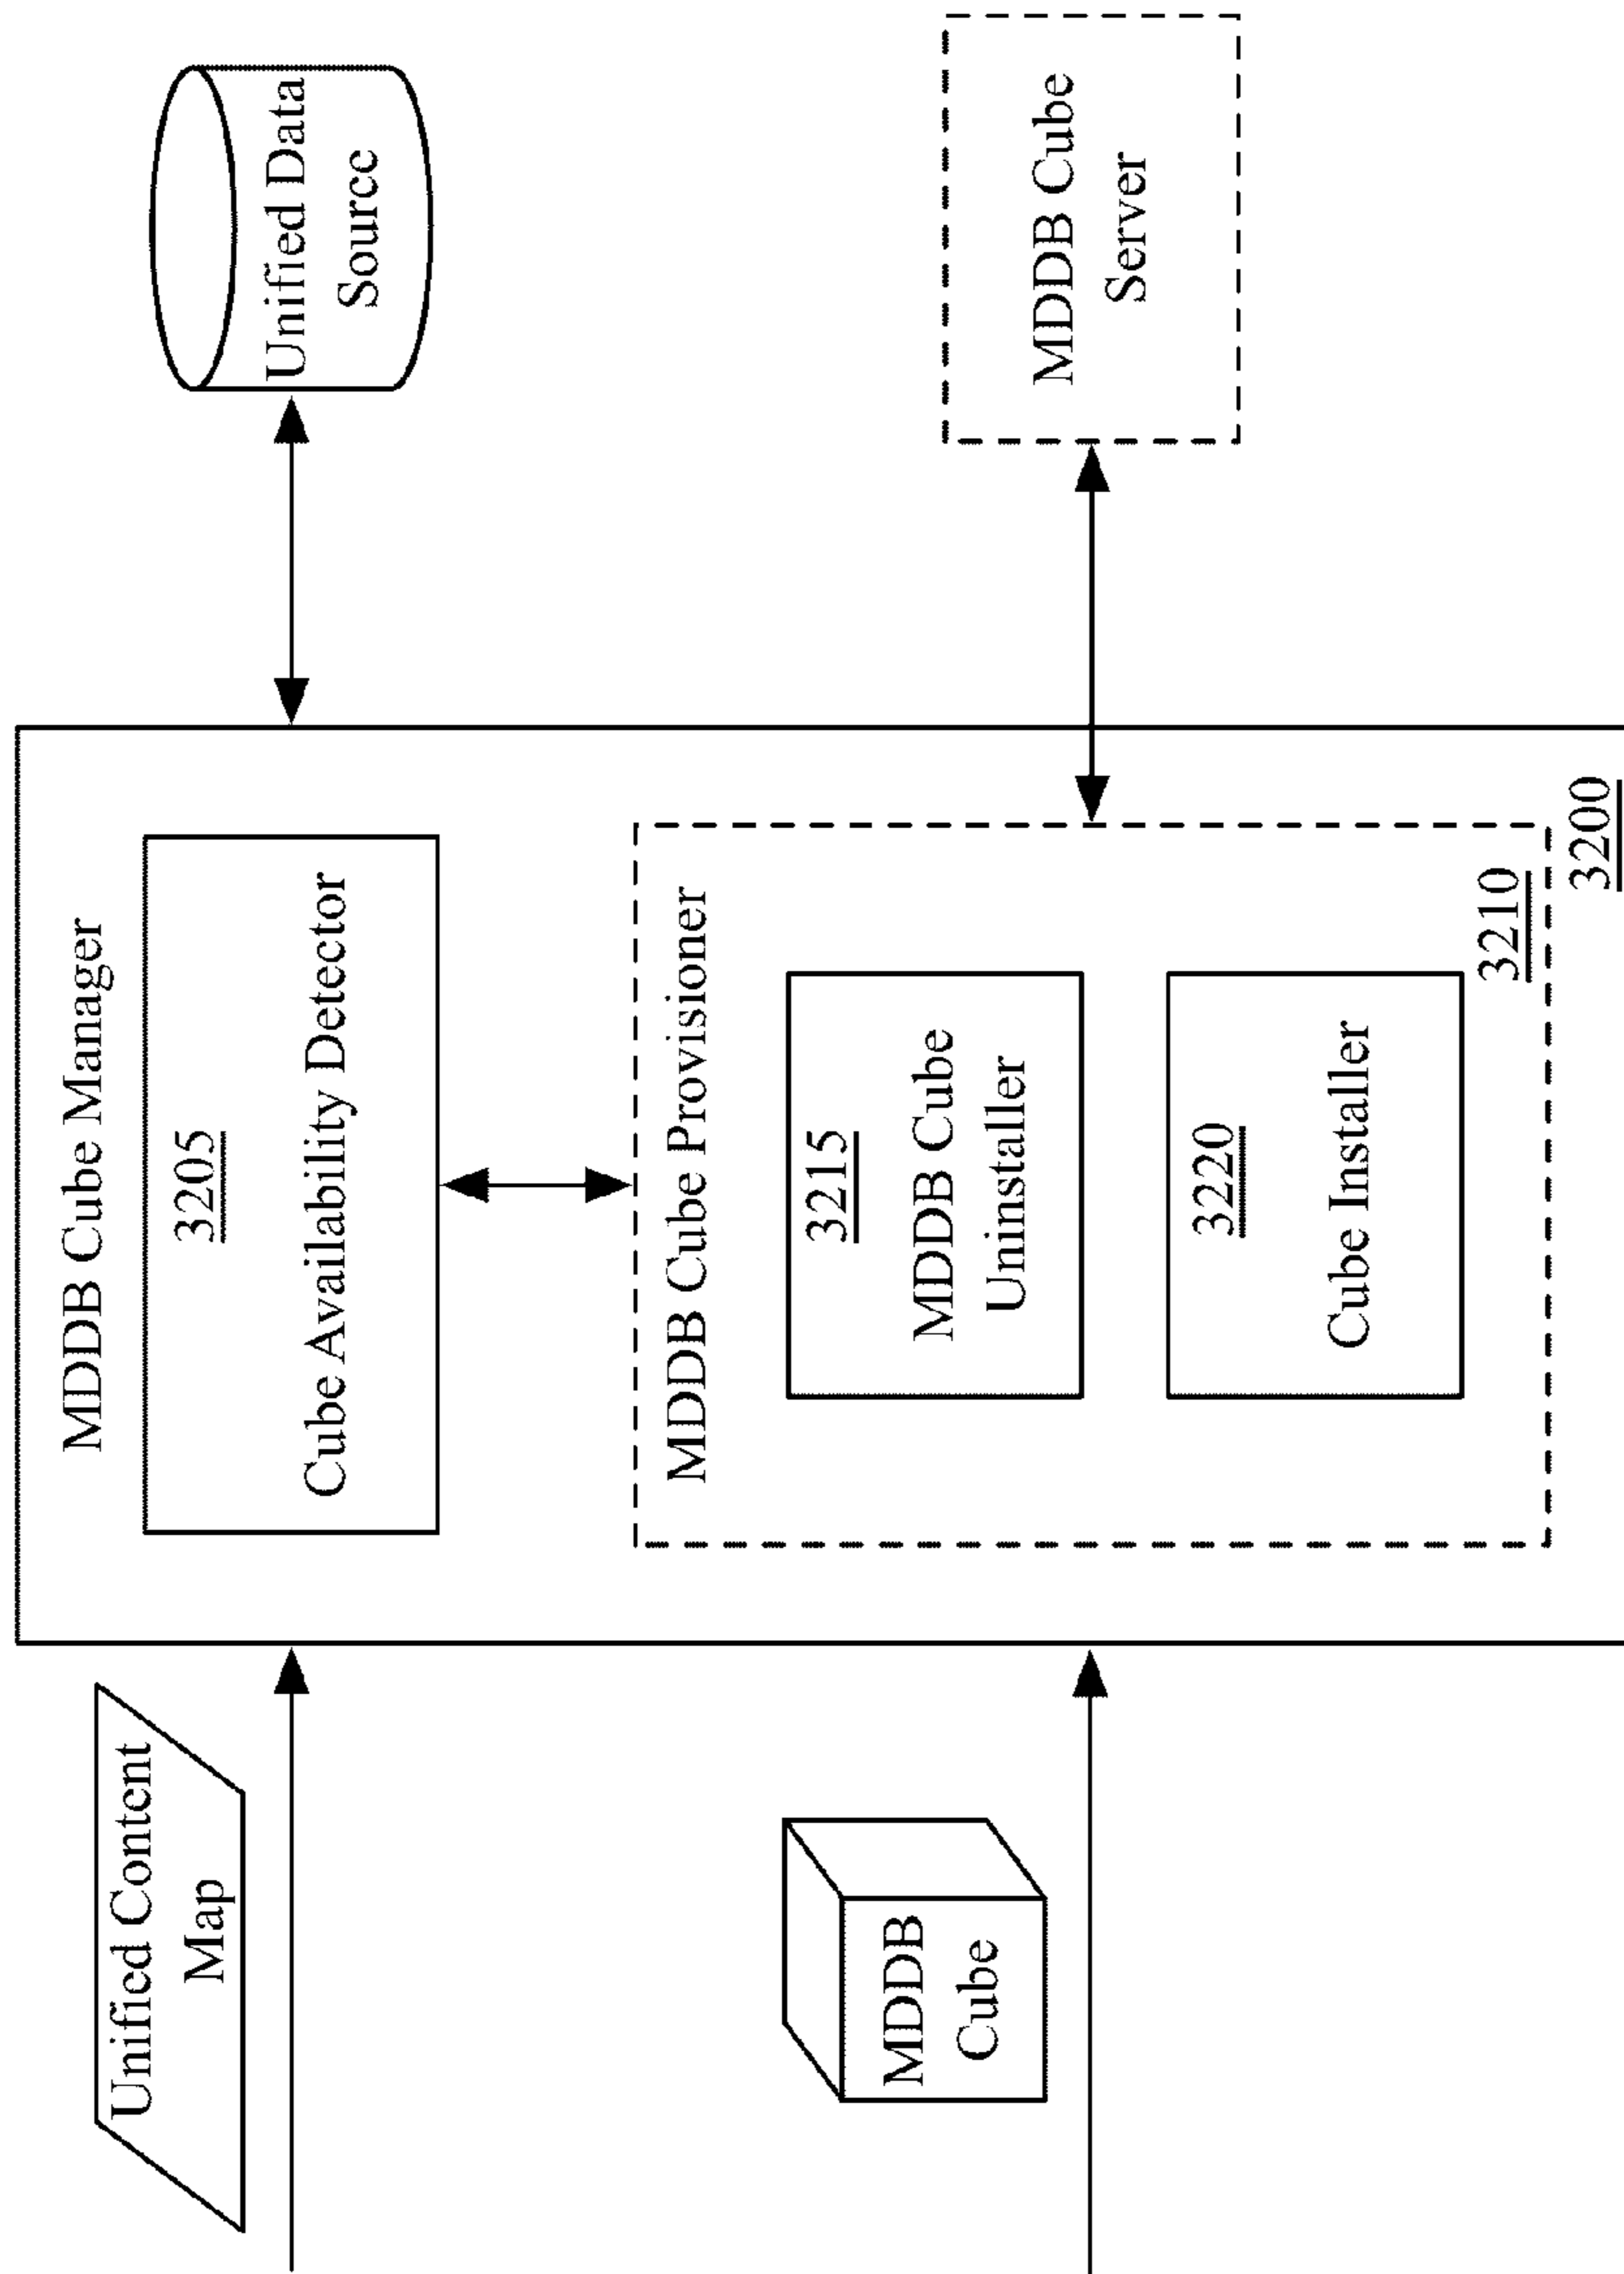 Unified Content
Map
MDDB
Cube
MDDB Cube Manager
3205
Cube Availability Detector
MDDB Cube Provisioner
3215
MDDB Cube
Uninstaller
3220
Cube Installer
3210
3200
Unified Data
Source
MDDB Cube
Server